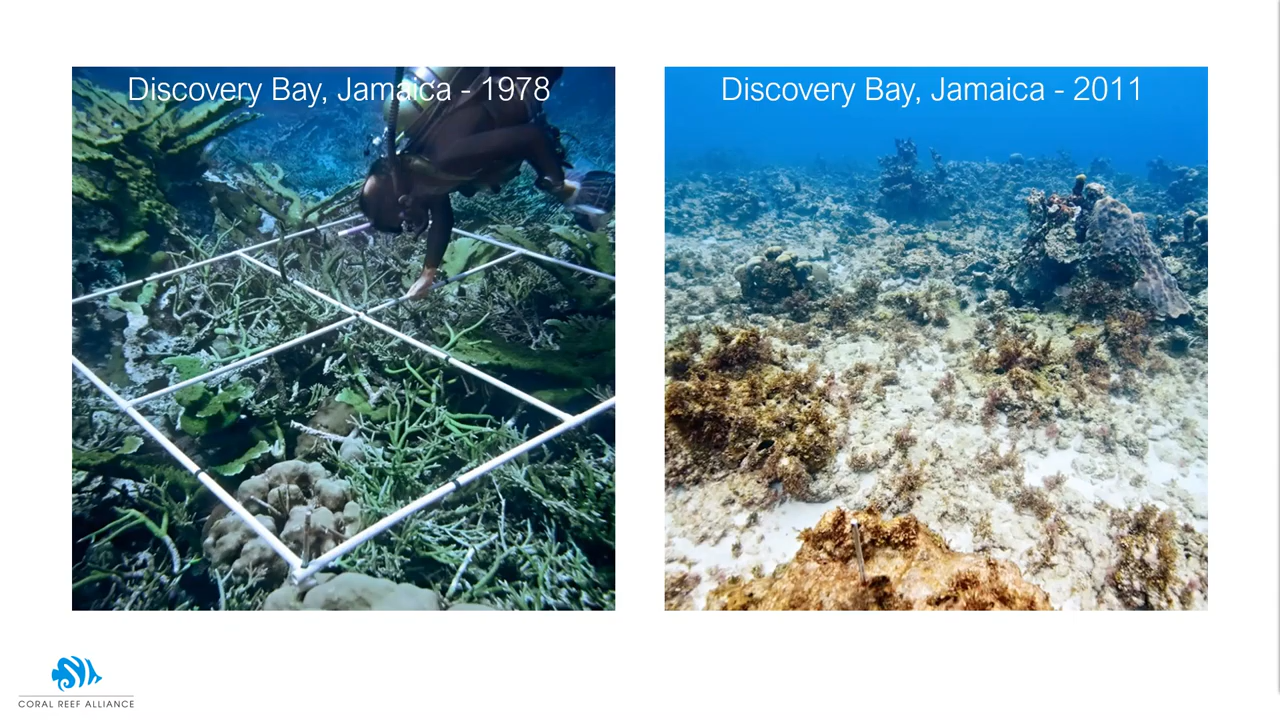 Discovery Bay, Jamaica - 1978
Discovery Bay, Jamaica - 2011
CORAL REEF ALLIANCE